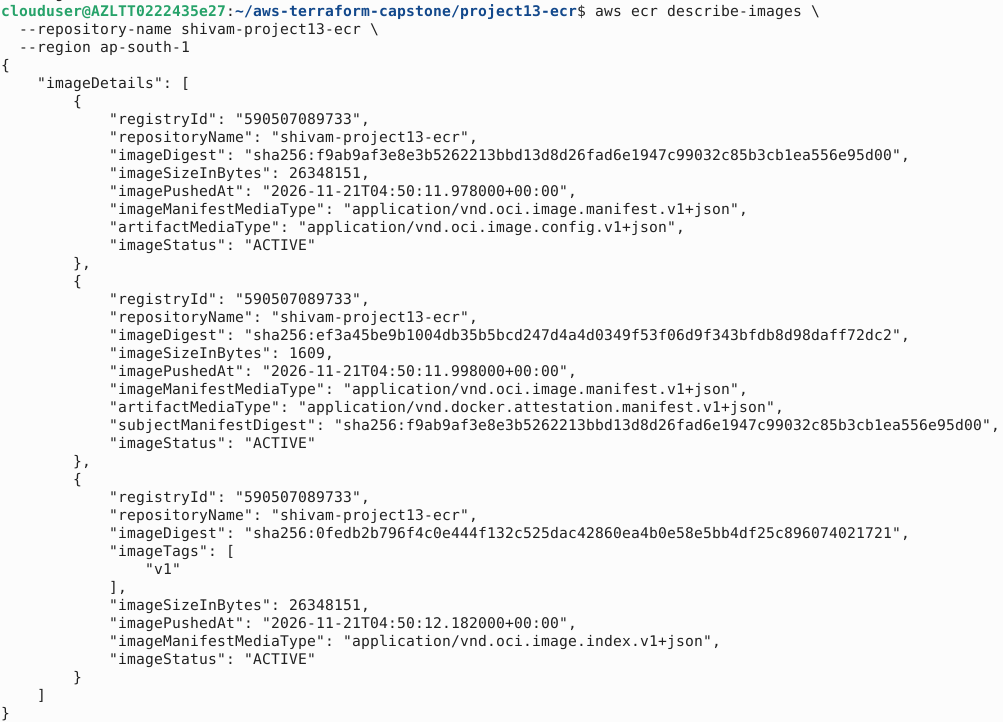 clouduser@AZLTT0222435e27:~/aws-terraform-capstone/project13-ecr$ aws ecr describe-images \
  --repository-name shivam-project13-ecr \
  --region ap-south-1
{
    "imageDetails": [
        {
            "registryId": "590507089733",
            "repositoryName": "shivam-project13-ecr",
            "imageDigest": "sha256:f9ab9af3e8e3b5262213bbd13d8d26fad6e1947c99032c85b3cb1ea556e95d00",
            "imageSizeInBytes": 26348151,
            "imagePushedAt": "2026-11-21T04:50:11.978000+00:00",
            "imageManifestMediaType": "application/vnd.oci.image.manifest.v1+json",
            "artifactMediaType": "application/vnd.oci.image.config.v1+json",
            "imageStatus": "ACTIVE"
        },
        {
            "registryId": "590507089733",
            "repositoryName": "shivam-project13-ecr",
            "imageDigest": "sha256:ef3a45be9b1004db35b5bcd247d4a4d0349f53f06d9f343bfdb8d98daff72dc2",
            "imageSizeInBytes": 1609,
            "imagePushedAt": "2026-11-21T04:50:11.998000+00:00",
            "imageManifestMediaType": "application/vnd.oci.image.manifest.v1+json",
            "artifactMediaType": "application/vnd.docker.attestation.manifest.v1+json",
            "subjectManifestDigest": "sha256:f9ab9af3e8e3b5262213bbd13d8d26fad6e1947c99032c85b3cb1ea556e95d00",
            "imageStatus": "ACTIVE"
        },
        {
            "registryId": "590507089733",
            "repositoryName": "shivam-project13-ecr",
            "imageDigest": "sha256:0fedb2b796f4c0e444f132c525dac42860ea4b0e58e5bb4df25c896074021721",
            "imageTags": [
                "v1"
            ],
            "imageSizeInBytes": 26348151,
            "imagePushedAt": "2026-11-21T04:50:12.182000+00:00",
            "imageManifestMediaType": "application/vnd.oci.image.index.v1+json",
            "imageStatus": "ACTIVE"
        }
    ]
}